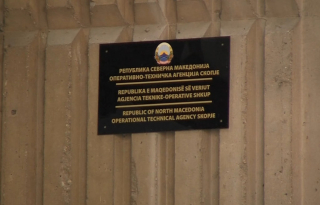 РЕПУБЛИКА СЕВЕРНА МАКЕДОНИЈА
ОПЕРАТИВНО-ТЕХНИЧКА АГЕНЦИЈА СКОПЈЕ
REPUBLIKA E MAQEDONISË SË VERIUT
AGJENCIA TEKNIKE-OPERATIVE SHKUP
REPUBLIC OF NORTH MACEDONIA
OPERATIONAL TECHNICAL AGENCY SKOPJE